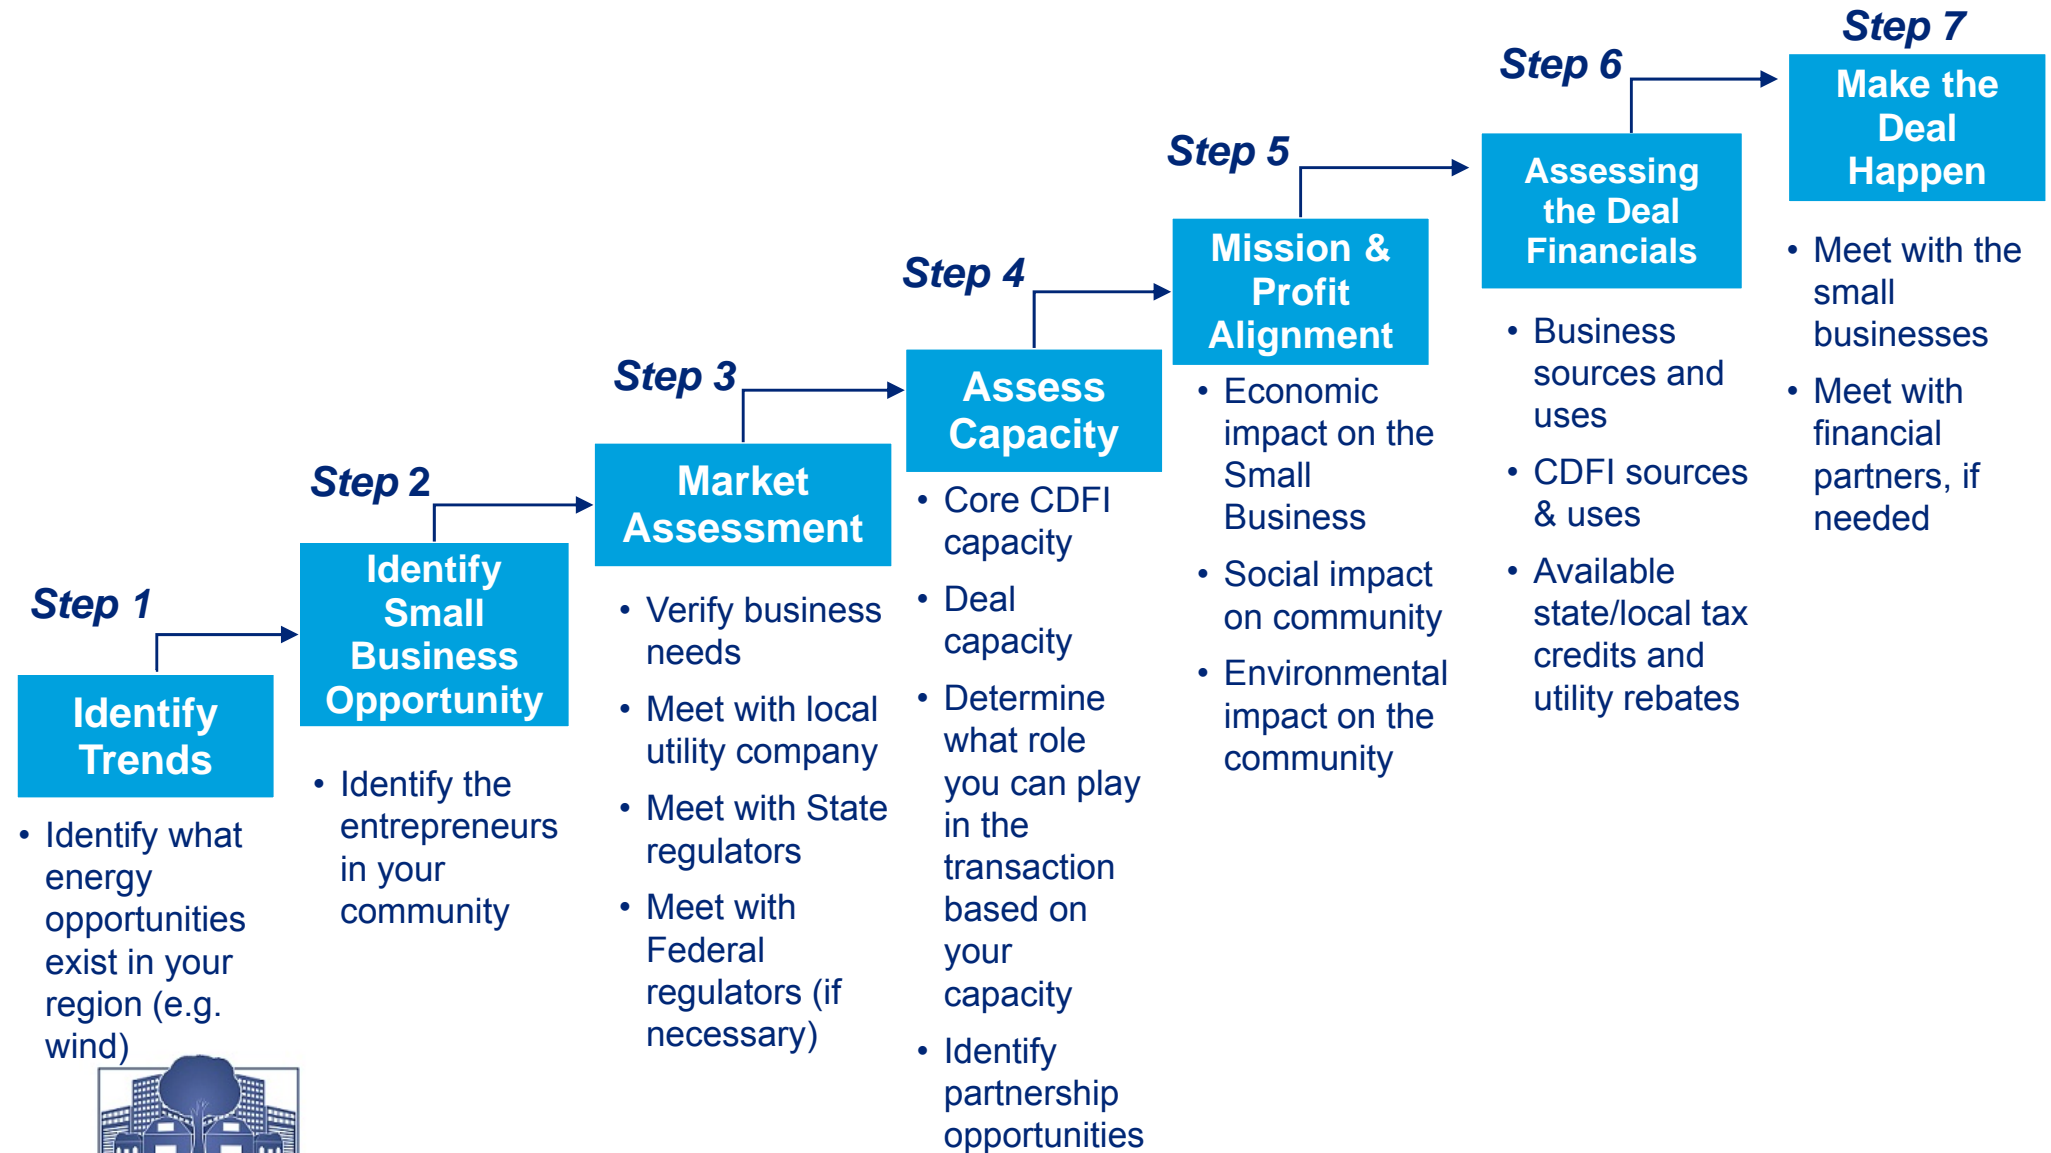 Step 1
Identify
Trends
• Identify what
energy
opportunities
exist in your
region (e.g.
wind)
Step 2
Identify
Small
Business
Opportunity
• Identify the
entrepreneurs
in your
community
Step 3
Market
Assessment
• Verify business
needs
• Meet with local
utility company
• Meet with State
regulators
• Meet with
Federal
regulators (if
necessary)
Step 4
Assess
Capacity
• Core CDFI
capacity
• Deal
capacity
• Determine
what role
you can play
in the
transaction
based on
your
capacity
• Identify
partnership
opportunities
Step 5
Mission &
Profit
Alignment
• Economic
impact on the
Small
Business
• Social impact
on community
• Environmental
impact on the
community
Step 6
Assessing
the Deal
Financials
• Business
sources and
uses
• CDFI sources
& uses
• Available
state/local tax
credits and
utility rebates
Step 7
Make the
Deal
Happen
• Meet with the
small
businesses
• Meet with
financial
partners, if
needed